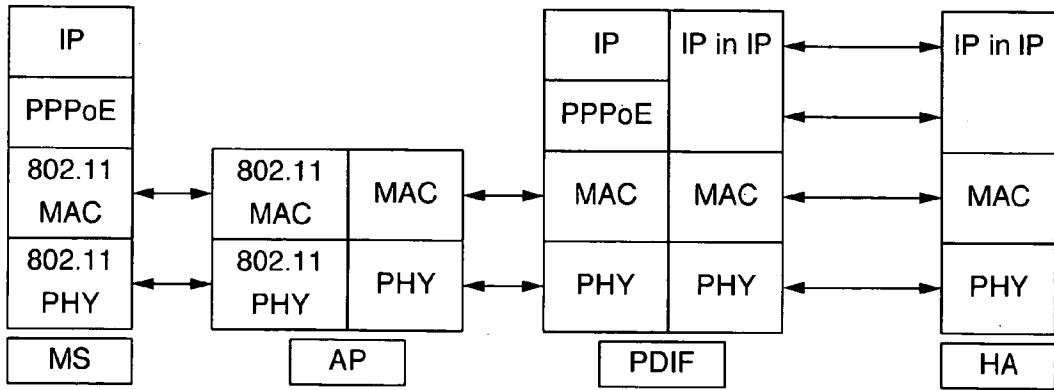 IP
PPPoE
802.11
MAC
802.11
PHY
MS
802.11
MAC
MAC
802.11
PHY
PHY
AP
IP
IP in IP
PPPoE
MAC
MAC
PHY
PHY
PDIF
IP in IP
MAC
PHY
HA